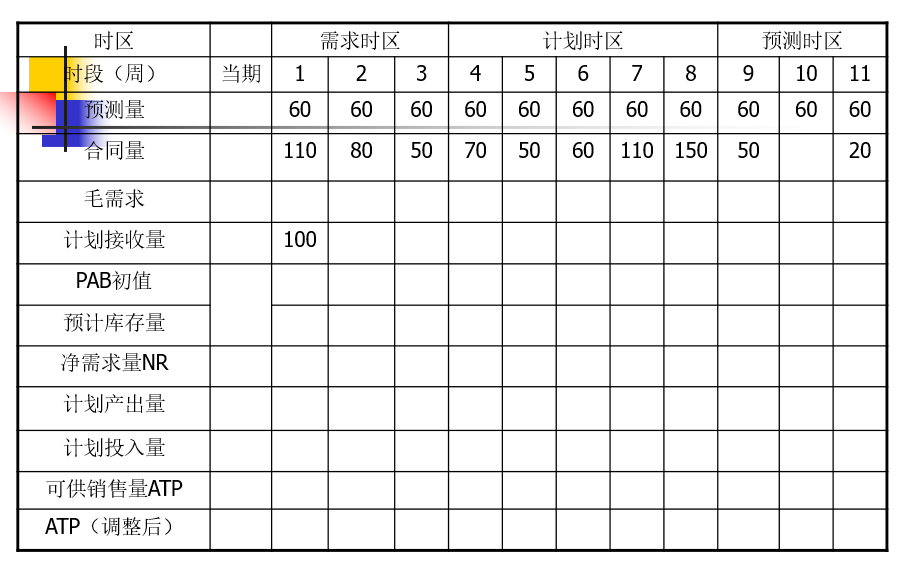 时区 需求时区 计划时区 预测时区
时段（周） 当期 1 2 3 4 5 6 7 8 9 10 11
预测量 60 60 60 60 60 60 60 60 60 60 60
合同量 110 80 50 70 50 60 110 150 50 20
毛需求
计划接收量 100
PAB初值
预计库存量
净需求量NR
计划产出量
计划投入量
可供销售量ATP
ATP（调整后）